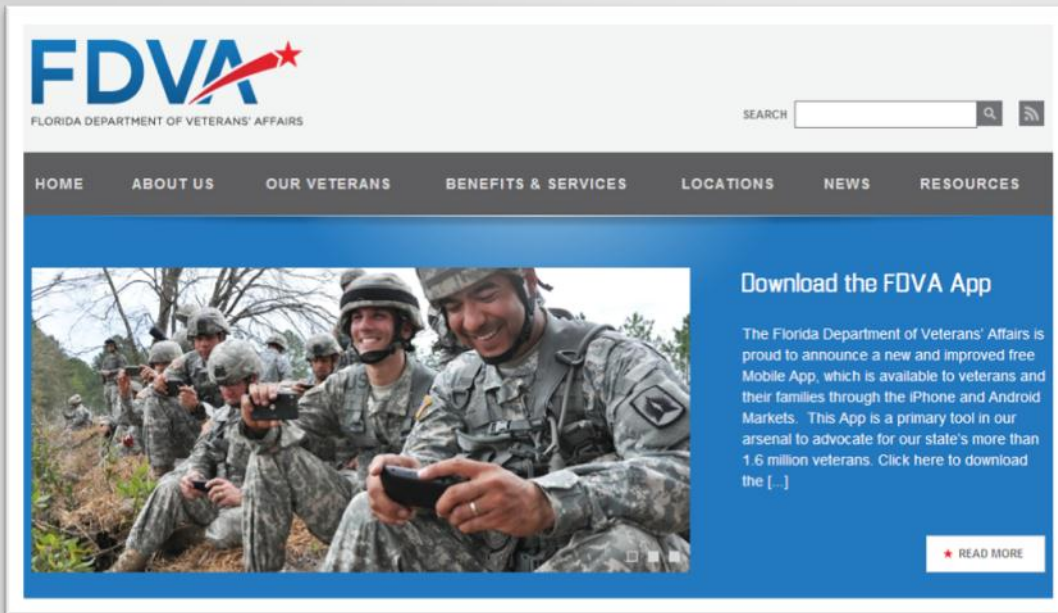 FDVA
FLORIDA DEPARTMENT OF VETERANS' AFFAIRS
SEARCH
HOME ABOUT US OUR VETERANS BENEFITS & SERVICES LOCATIONS NEWS RESOURCES
Download the FDVA App
The Florida Department of Veterans' Affairs is
proud to announce a new and improved free
Mobile App, which is available to veterans and
their families through the iPhone and Android
Markets. This App is a primary tool in our
arsenal to advocate for our state's more than
1.6 million veterans. Click here to download
the [...]
READ MORE